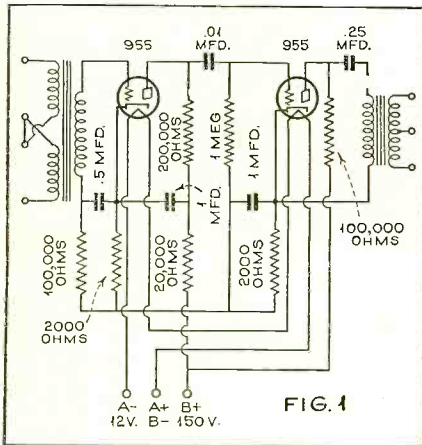 955
.01
MFD.
955
.25
MFD.
.5 MFD.
200,000
OHMS
1
MFD.
1 MEG
1 MFD.
100,000
OHMS
2000
OHMS
20,000
OHMS
2000
OHMS
100,000
OHMS
A-
12V.
A+
B-
B+
150V.
FIG. 1